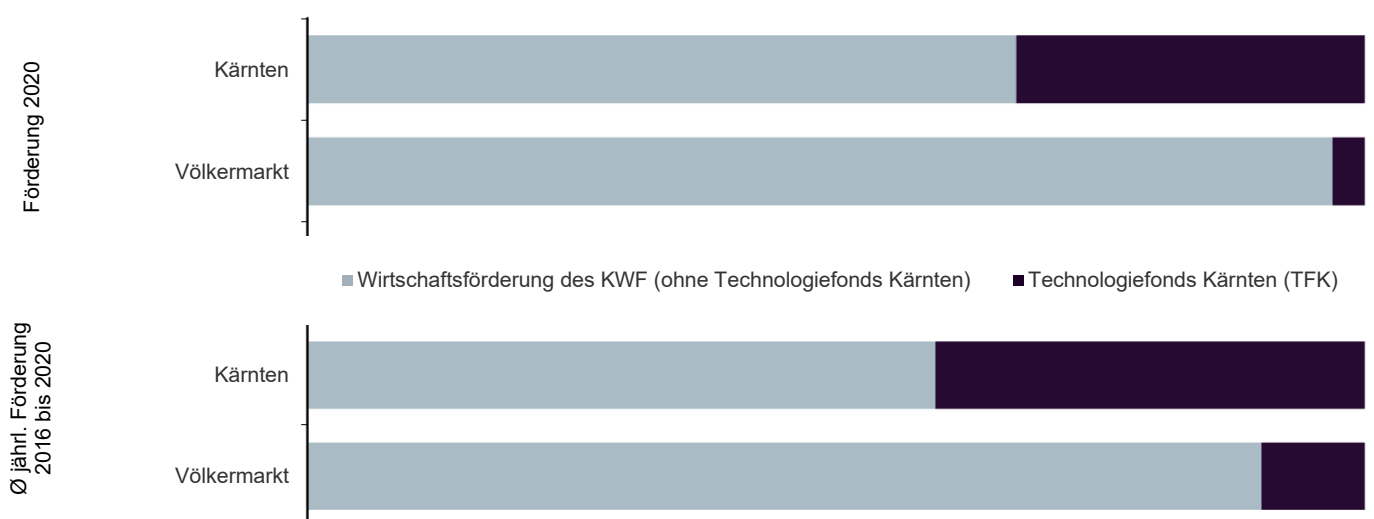 Förderung 2020
Kärnten
Völkermarkt
Wirtschaftsförderung des KWF (ohne Technologiefonds Kärnten)
Technologiefonds Kärnten (TFK)
Ø jährl. Förderung
2016 bis 2020
Kärnten
Völkermarkt